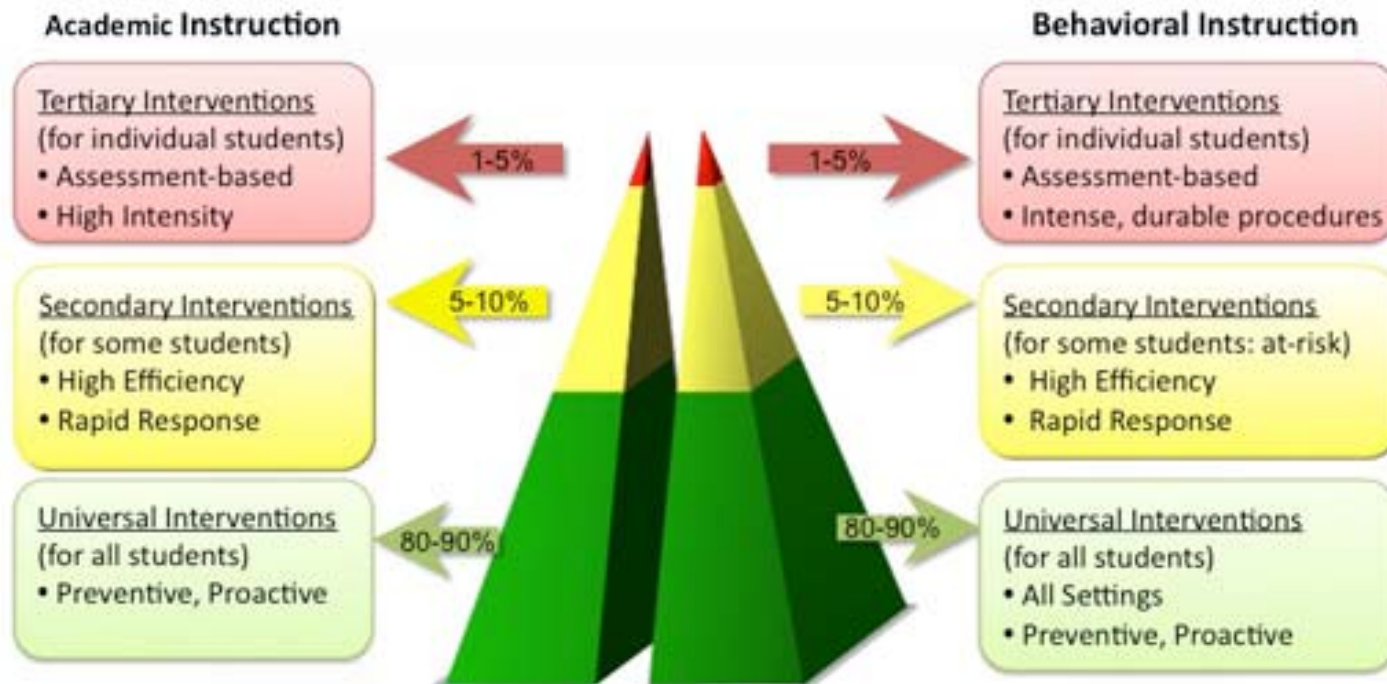 Academic Instruction
Tertiary Interventions
(for individual students)
• Assessment-based
• High Intensity
1-5%
Secondary Interventions
(for some students)
• High Efficiency
• Rapid Response
5-10%
Universal Interventions
(for all students)
• Preventive, Proactive
80-90%
Behavioral Instruction
1-5%
Tertiary Interventions
(for individual students)
• Assessment-based
• Intense, durable procedures
5-10%
Secondary Interventions
(for some students: at-risk)
• High Efficiency
• Rapid Response
80-90%
Universal Interventions
(for all students)
• All Settings
• Preventive, Proactive